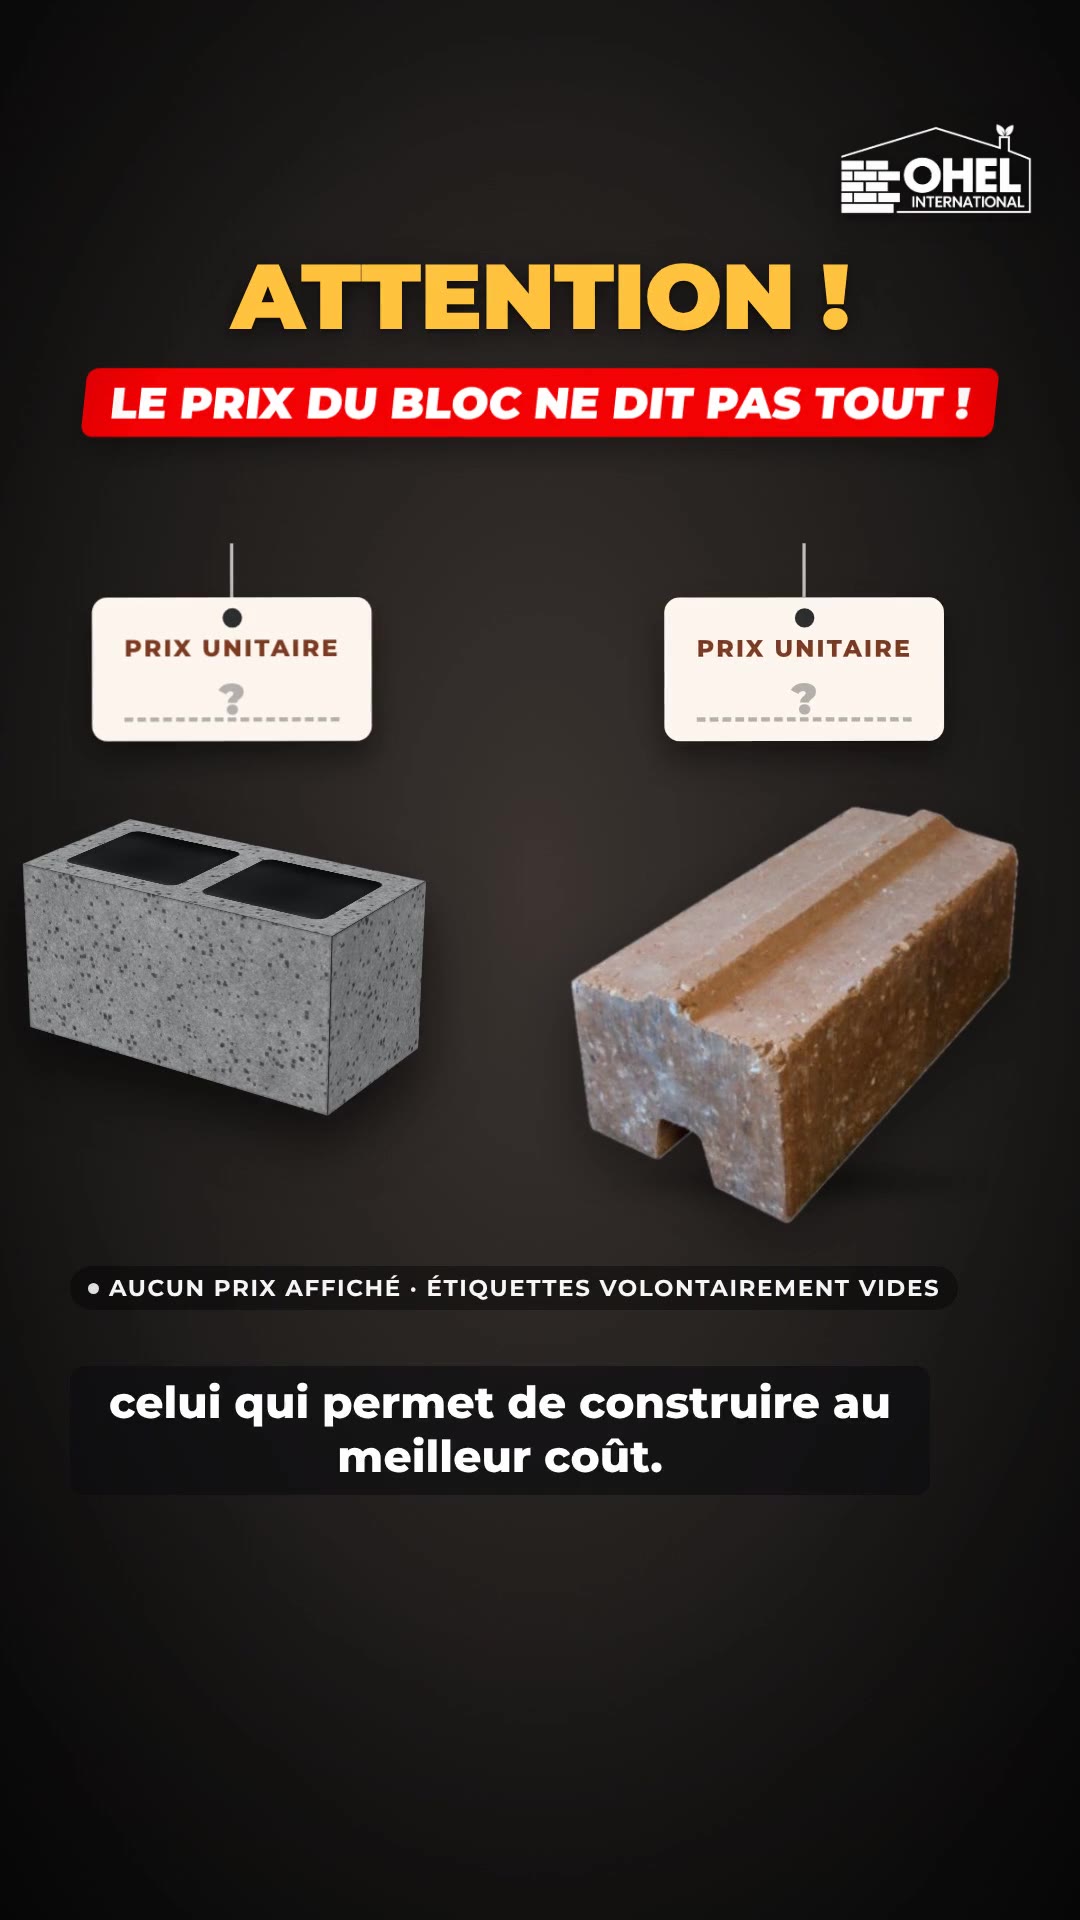 OHEL
INTERNATIONAL
ATTENTION !
LE PRIX DU BLOC NE DIT PAS TOUT !
PRIX UNITAIRE
?
PRIX UNITAIRE
?
• AUCUN PRIX AFFICHÉ · ÉTIQUETTES VOLONTAIREMENT VIDES
celui qui permet de construire au
meilleur coût.